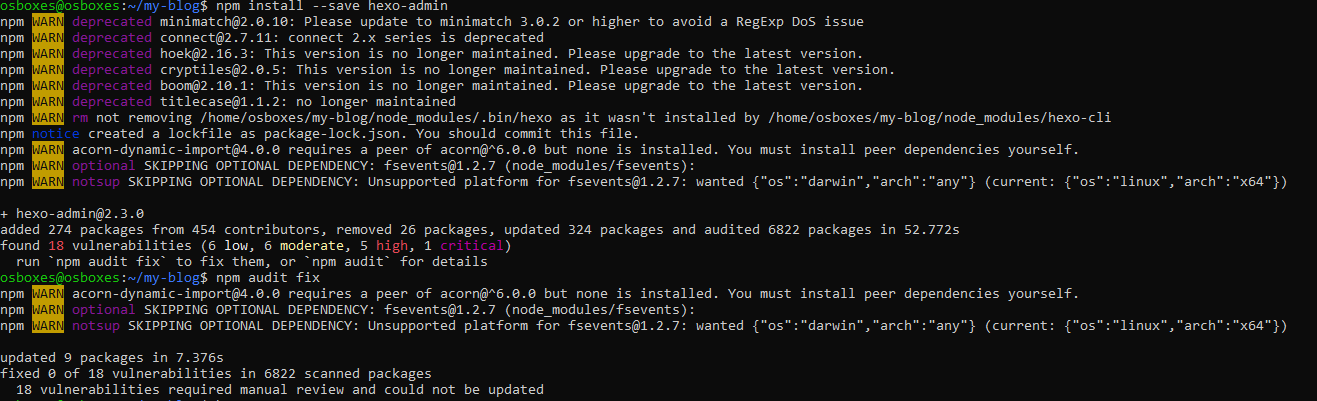 osboxes@osboxes:~/my-blog$ npm install --save hexo-admin
npm WARN deprecated minimatch@2.0.10: Please update to minimatch 3.0.2 or higher to avoid a RegExp DoS issue
npm WARN deprecated connect@2.7.11: connect 2.x series is deprecated
npm WARN deprecated hoek@2.16.3: This version is no longer maintained. Please upgrade to the latest version.
npm WARN deprecated cryptiles@2.0.5: This version is no longer maintained. Please upgrade to the latest version.
npm WARN deprecated boom@2.10.1: This version is no longer maintained. Please upgrade to the latest version.
npm WARN deprecated titlecase@1.1.2: no longer maintained
npm WARN rm not removing /home/osboxes/my-blog/node_modules/.bin/hexo as it wasn't installed by /home/osboxes/my-blog/node_modules/hexo-cli
npm notice created a lockfile as package-lock.json. You should commit this file.
npm WARN acorn-dynamic-import@4.0.0 requires a peer of acorn@^6.0.0 but none is installed. You must install peer dependencies yourself.
npm WARN optional SKIPPING OPTIONAL DEPENDENCY: fsevents@1.2.7 (node_modules/fsevents):
npm WARN notsup SKIPPING OPTIONAL DEPENDENCY: Unsupported platform for fsevents@1.2.7: wanted {"os":"darwin","arch":"any"} (current: {"os":"linux","arch":"x64"})
+ hexo-admin@2.3.0
added 274 packages from 454 contributors, removed 26 packages, updated 324 packages and audited 6822 packages in 52.772s
found 18 vulnerabilities (6 low, 6 moderate, 5 high, 1 critical)
  run `npm audit fix` to fix them, or `npm audit` for details
osboxes@osboxes:~/my-blog$ npm audit fix
npm WARN acorn-dynamic-import@4.0.0 requires a peer of acorn@^6.0.0 but none is installed. You must install peer dependencies yourself.
npm WARN optional SKIPPING OPTIONAL DEPENDENCY: fsevents@1.2.7 (node_modules/fsevents):
npm WARN notsup SKIPPING OPTIONAL DEPENDENCY: Unsupported platform for fsevents@1.2.7: wanted {"os":"darwin","arch":"any"} (current: {"os":"linux","arch":"x64"})
updated 9 packages in 7.376s
fixed 0 of 18 vulnerabilities in 6822 scanned packages
  18 vulnerabilities required manual review and could not be updated